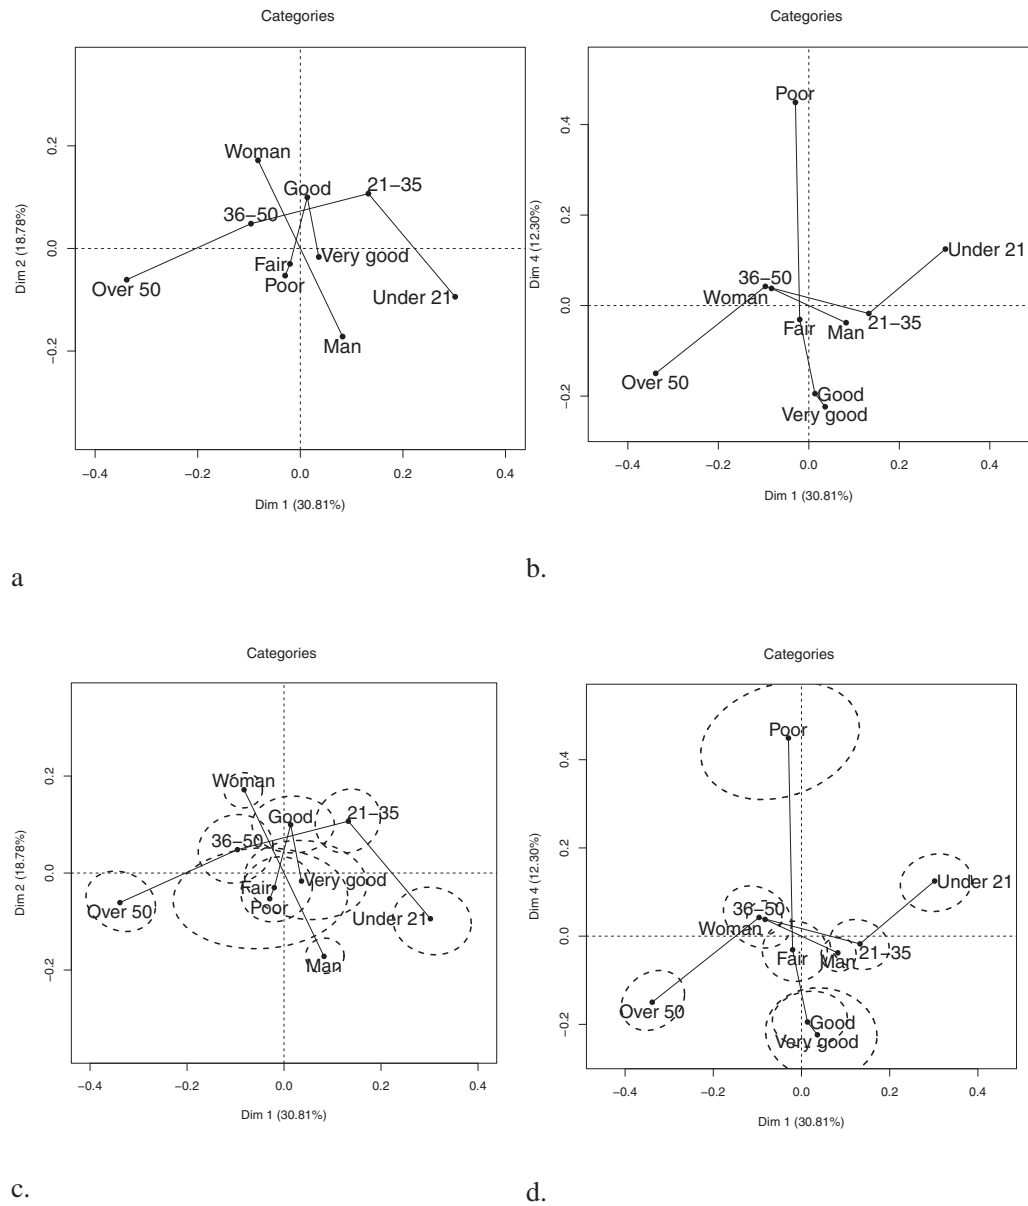 Categories
Dim 2 (18.78%)
0.2
0.0
−0.2
Woman
Good
21−35
36−50
Fair
Very good
Poor
Over 50
Under 21
Man
−0.4
−0.2
0.0
0.2
0.4
Dim 1 (30.81%)
a
Categories
Dim 4 (12.30%)
0.4
0.2
0.0
−0.2
Poor
Under 21
36−50
Woman
Fair
Man
21−35
Over 50
Good
Very good
−0.4
−0.2
0.0
0.2
0.4
Dim 1 (30.81%)
b.
Categories
Dim 2 (18.78%)
0.2
0.0
−0.2
Woman
Good
21−35
36−50
Fair
Very good
Poor
Over 50
Under 21
Man
−0.4
−0.2
0.0
0.2
0.4
Dim 1 (30.81%)
c.
Categories
Dim 4 (12.30%)
0.4
0.2
0.0
−0.2
Poor
Under 21
36−50
Woman
Fair
Man
21−35
Over 50
Good
Very good
−0.4
−0.2
0.0
0.2
0.4
Dim 1 (30.81%)
d.